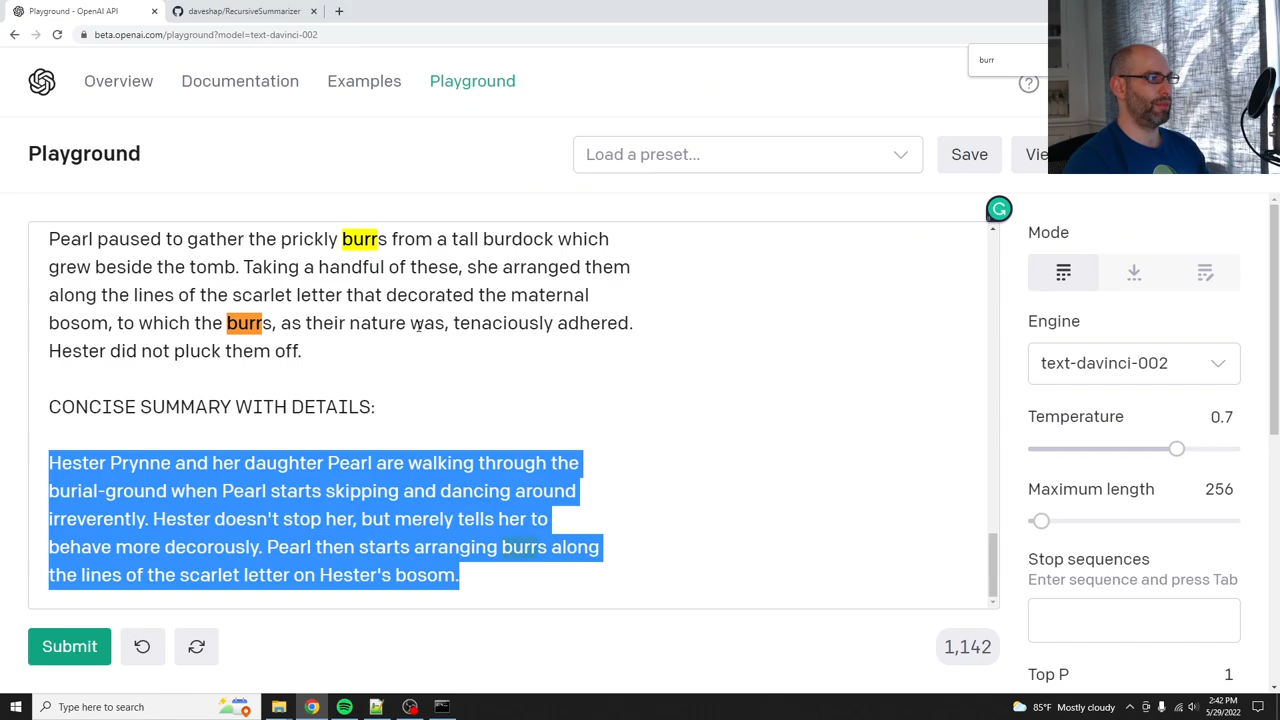 Playground - OpenAI API
daveshap/RecursiveSummarizer
beta.openai.com/playground?model=text-davinci-002
burr
Overview
Documentation
Examples
Playground
Playground
Load a preset...
Save
Vie
Pearl paused to gather the prickly burrs from a tall burdock which
grew beside the tomb. Taking a handful of these, she arranged them
along the lines of the scarlet letter that decorated the maternal
bosom, to which the burrs, as their nature was, tenaciously adhered.
Hester did not pluck them off.
CONCISE SUMMARY WITH DETAILS:
Hester Prynne and her daughter Pearl are walking through the
burial-ground when Pearl starts skipping and dancing around
irreverently. Hester doesn't stop her, but merely tells her to
behave more decorously. Pearl then starts arranging burrs along
the lines of the scarlet letter on Hester's bosom.
Mode
Engine
text-davinci-002
Temperature 0.7
Maximum length 256
Stop sequences
Enter sequence and press Tab
Top P 1
Submit
1,142
Type here to search
85°F Mostly cloudy
2:42 PM
5/29/2022